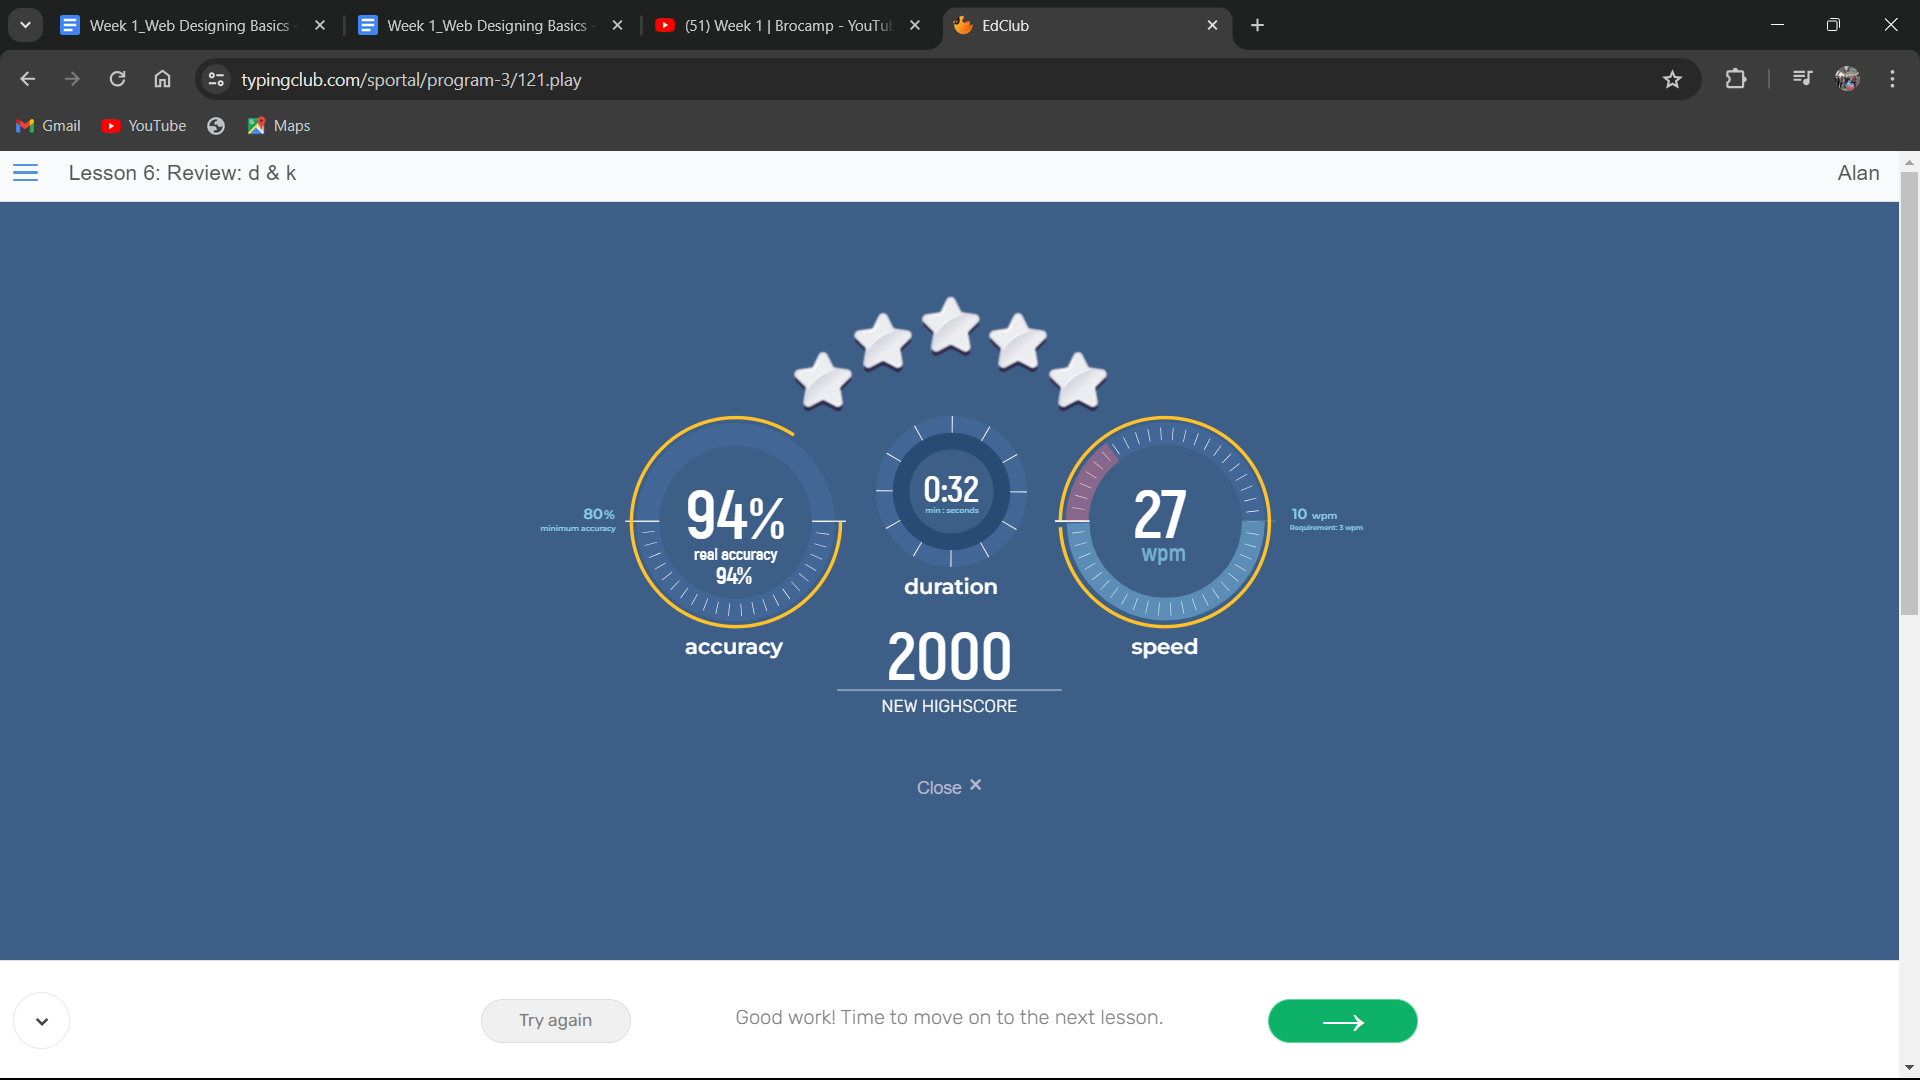 Week 1_Web Designing Basics -
Week 1_Web Designing Basics -
(51) Week 1 | Brocamp - YouTu
EdClub
typingclub.com/sportal/program-3/121.play
Gmail
YouTube
Maps
Lesson 6: Review: d & k
Alan
94%
real accuracy
94%
80%
minimum accuracy
accuracy
0:32
min : seconds
duration
27
wpm
10 wpm
Requirement: 3 wpm
speed
2000
NEW HIGHSCORE
Close ×
Try again
Good work! Time to move on to the next lesson.